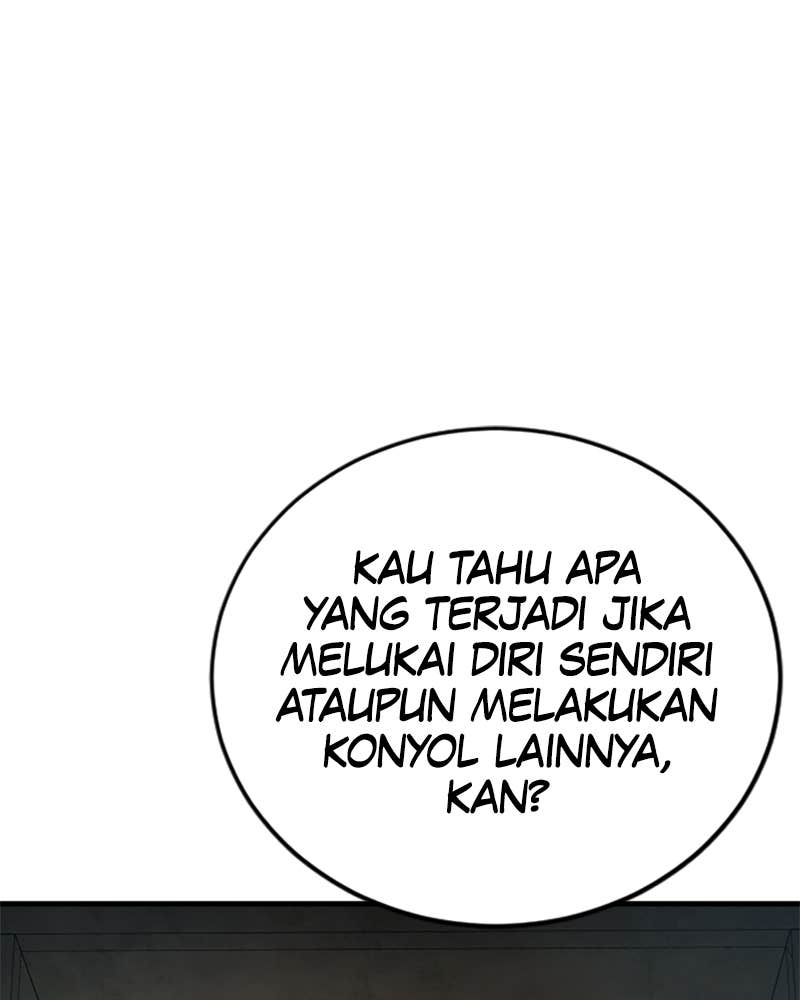 KAU TAHU APA
YANG TERJADI JIKA
MELUKAI DIRI SENDIRI
ATAUPUN MELAKUKAN
KONYOL LAINNYA,
KAN?